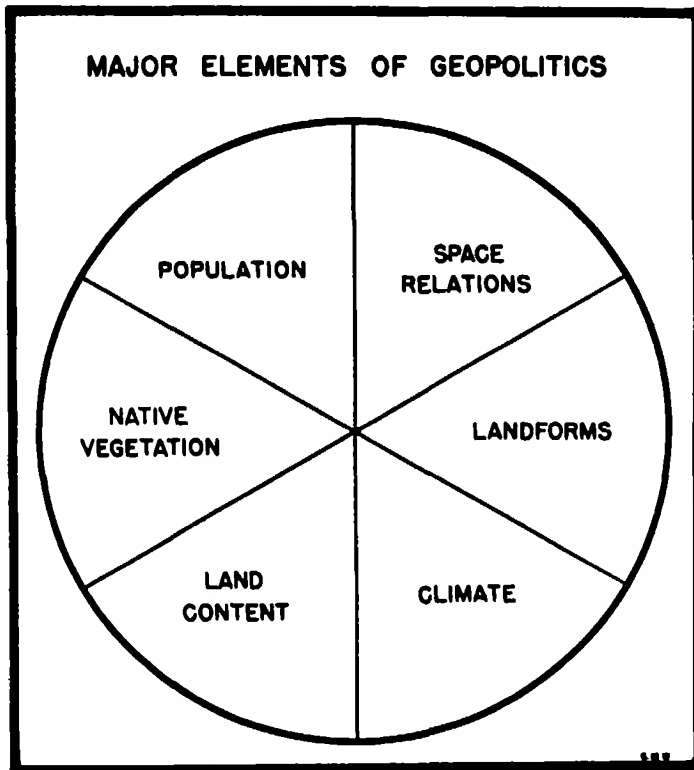 MAJOR ELEMENTS OF GEOPOLITICS
POPULATION
SPACE
RELATIONS
NATIVE
VEGETATION
LANDFORMS
LAND
CONTENT
CLIMATE